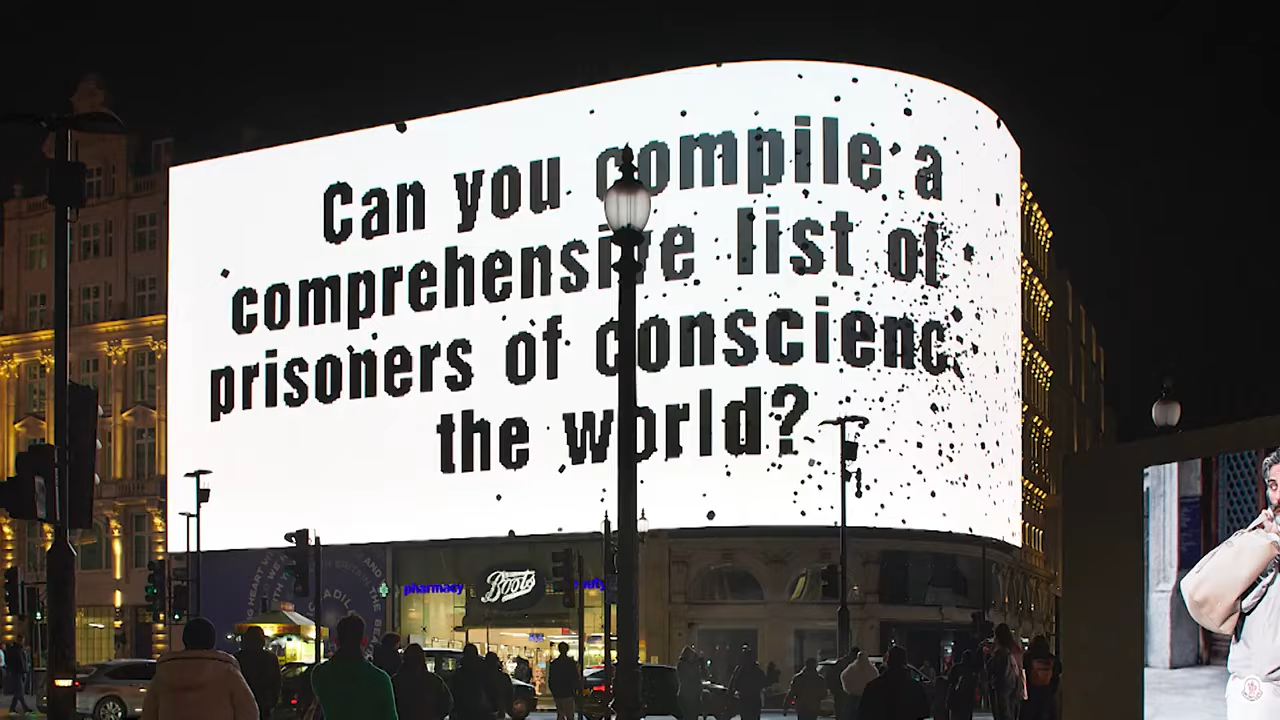 Can you compile a
comprehensive list of
prisoners of conscienc
the world?
pharmacy
Boots